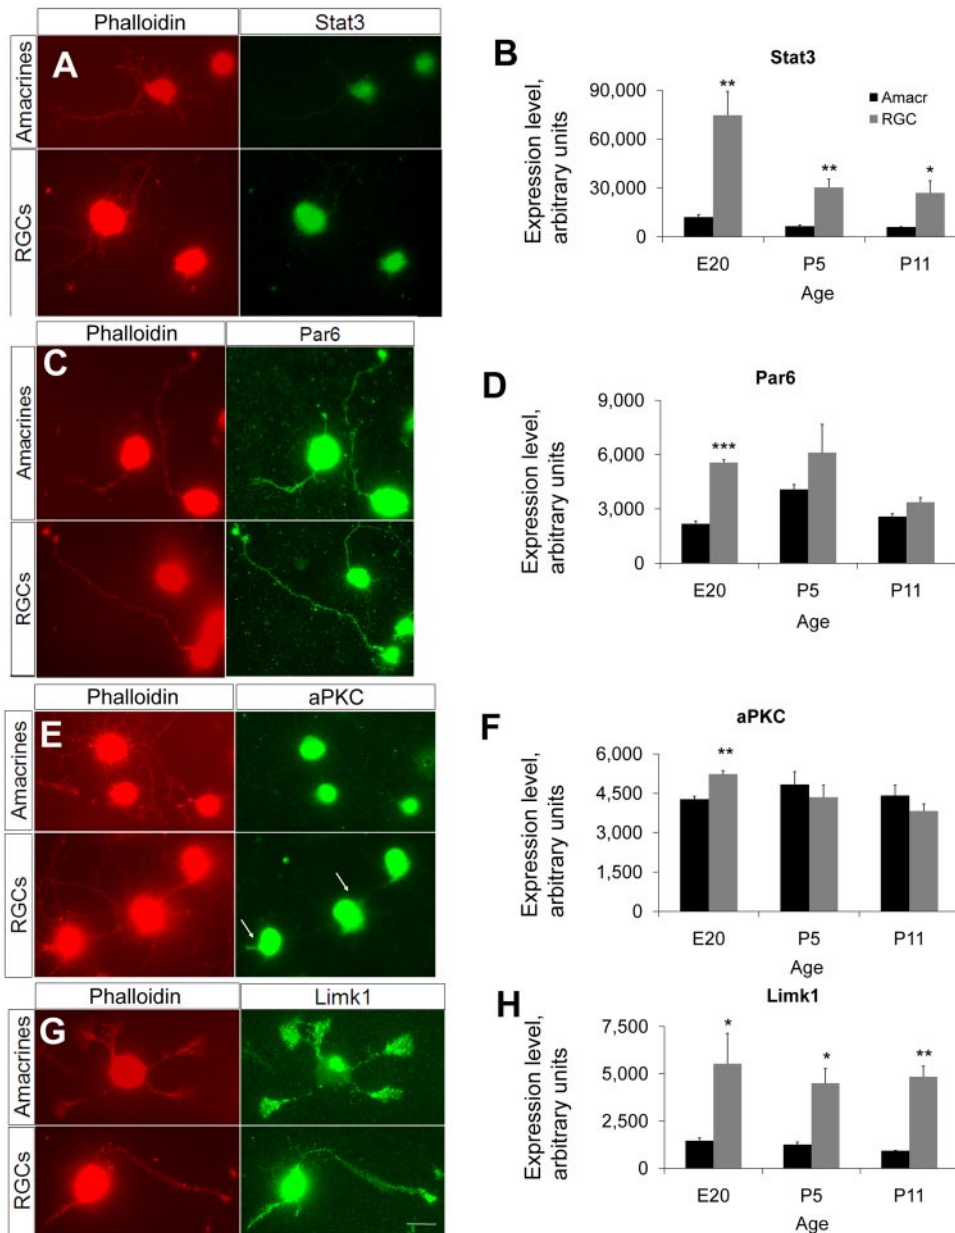 Phalloidin
Stat3
A
Amacrines
RGCs
B
Stat3
Expression level,
arbitrary units
90,000
60,000
30,000
0
Amacr
RGC
**
**
*
E20
P5
P11
Age
Phalloidin
Par6
C
Amacrines
RGCs
D
Par6
Expression level,
arbitrary units
9,000
6,000
3,000
0
***
E20
P5
P11
Age
Phalloidin
aPKC
E
Amacrines
RGCs
F
aPKC
Expression level,
arbitrary units
6,000
4,500
3,000
1,500
0
**
E20
P5
P11
Age
Phalloidin
Limk1
G
Amacrines
RGCs
H
Limk1
Expression level,
arbitrary units
7,500
5,000
2,500
0
*
*
**
E20
P5
P11
Age